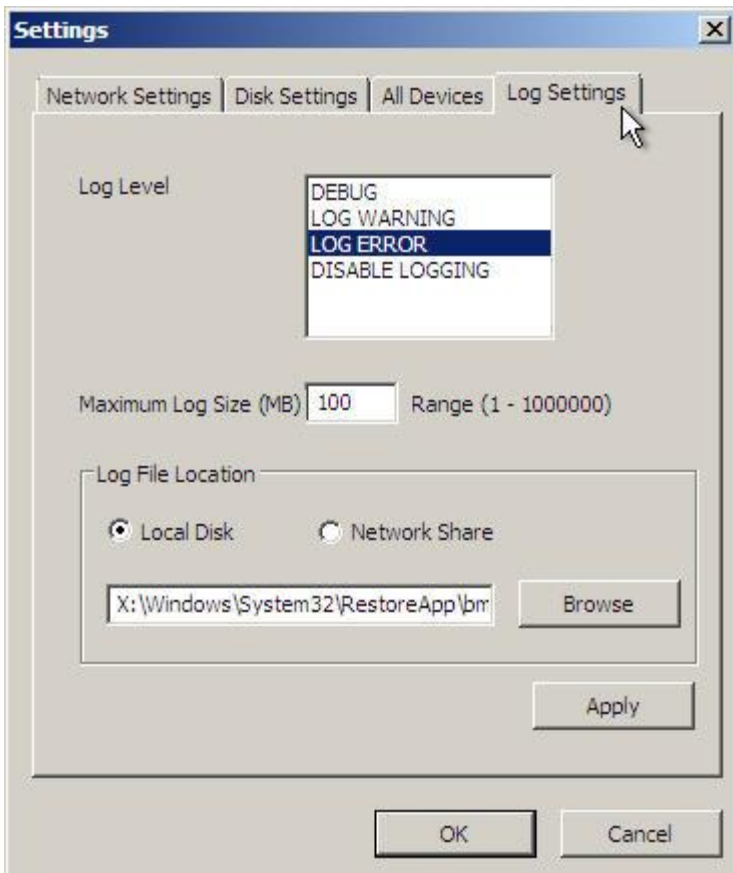 Settings
Network Settings Disk Settings All Devices Log Settings
Log Level
DEBUG
LOG WARNING
LOG ERROR
DISABLE LOGGING
Maximum Log Size (MB) 100 Range (1 - 1000000)
Log File Location
Local Disk Network Share
X:\Windows\System32\RestoreApp\bm Browse
Apply
OK Cancel